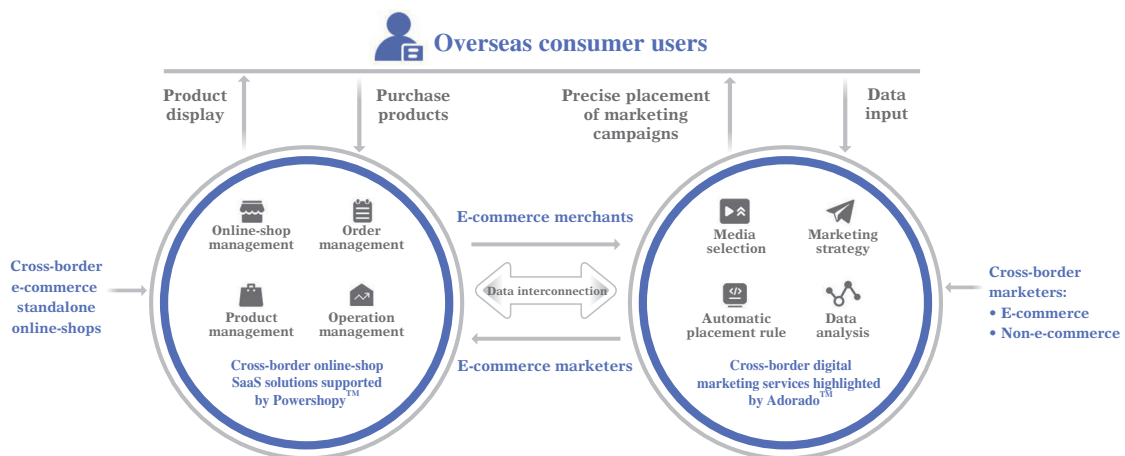 Overseas consumer users
Product
display
Purchase
products
Precise placement
of marketing
campaigns
Data
input
Online-shop
management
Order
management
Product
management
Operation
management
Cross-border online-shop
SaaS solutions supported
by Powershopy™
Cross-border
e-commerce
standalone
online-shops
E-commerce merchants
Data interconnection
E-commerce marketers
Media
selection
Marketing
strategy
Automatic
placement rule
Data
analysis
Cross-border digital
marketing services highlighted
by Adorado™
Cross-border
marketers:
• E-commerce
• Non-e-commerce